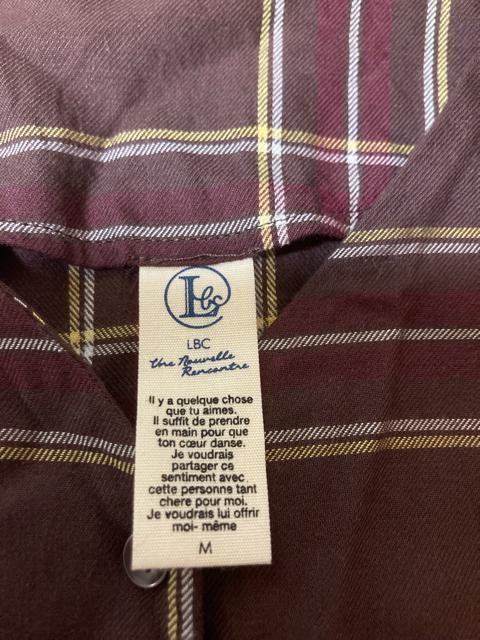 Lbc
LBC
Une Nouvelle
Rencontre
Il y a quelque chose
que tu aimes.
Il suffit de prendre
en main pour que
ton cœur danse.
Je voudrais
partager ce
sentiment avec
cette personne tant
chere pour moi.
Je voudrais lui offrir
moi- même
M